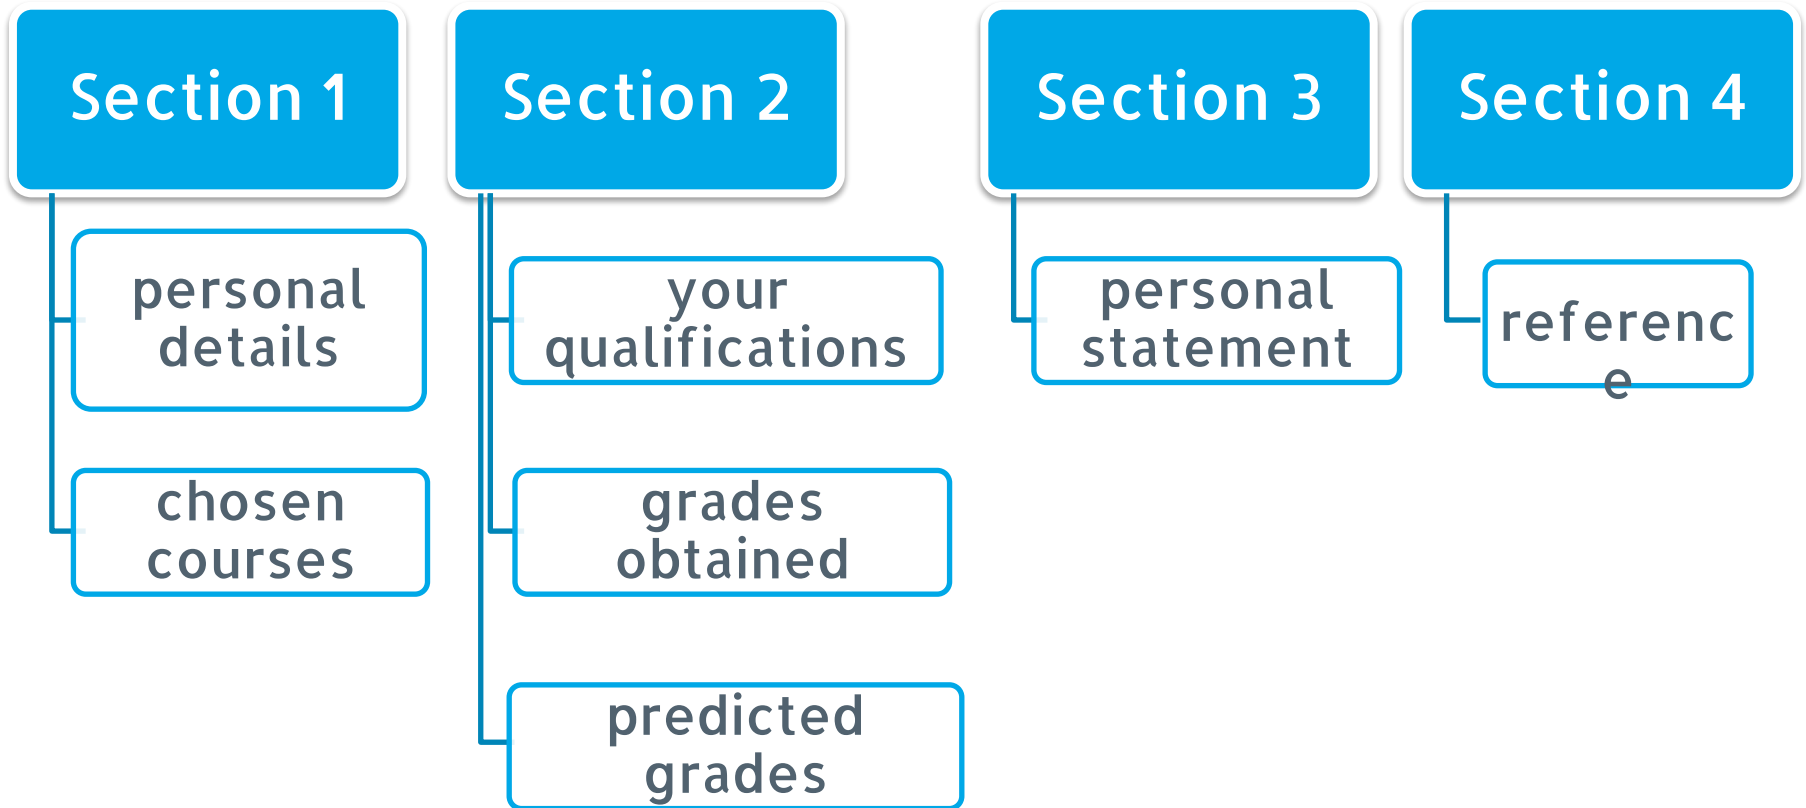 Section 1
personal
details
chosen
courses
Section 2
your
qualifications
grades
obtained
predicted
grades
Section 3
personal
statement
Section 4
referenc
e